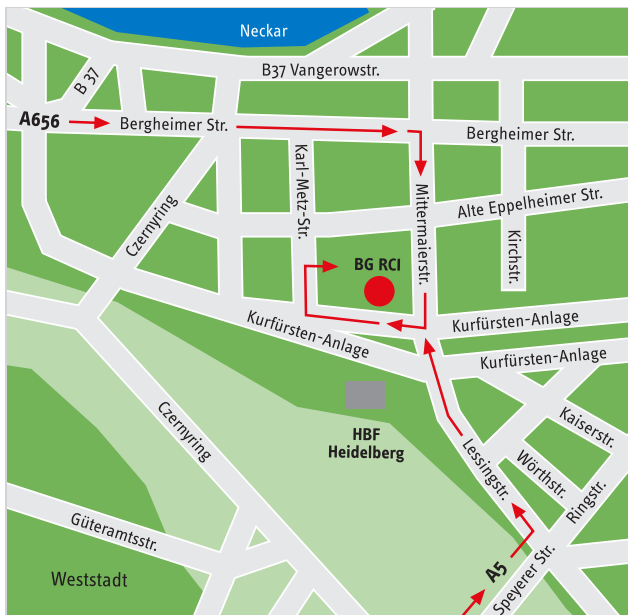 Neckar
B37 Vangerowstr.
B 37
A656
Bergheimer Str.
Bergheimer Str.
Karl-Metz-Str.
Mittermaierstr.
Alte Eppelheimer Str.
Kirchstr.
Czernyring
BG RCI
Kurfürsten-Anlage
Kurfürsten-Anlage
Kurfürsten-Anlage
HBF
Heidelberg
Kaiserstr.
Czernyring
Lessingstr.
Wörthstr.
Ringstr.
Güteramtsstr.
A5
Speyerer Str.
Weststadt